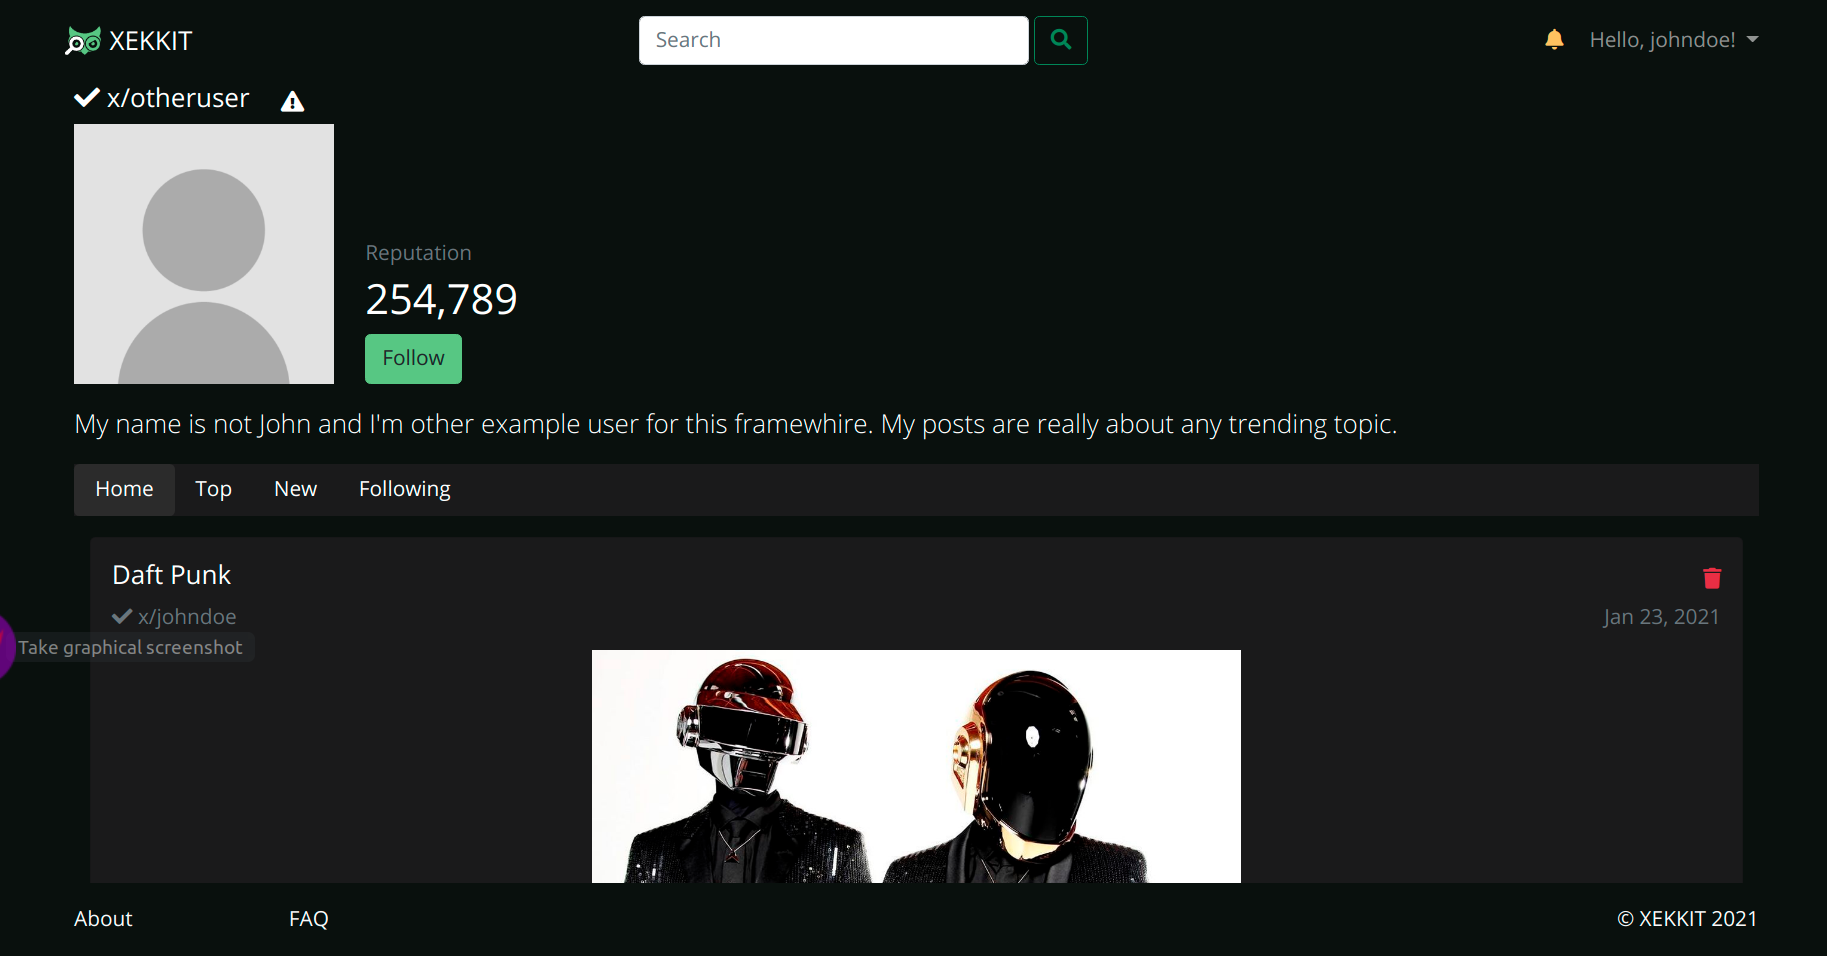 XEKKIT
Search
Hello, johndoe!
x/otheruser
Reputation
254,789
Follow
My name is not John and I'm other example user for this framewhire. My posts are really about any trending topic.
Home Top New Following
Daft Punk
x/johndoe Jan 23, 2021
Take graphical screenshot
About FAQ © XEKKIT 2021